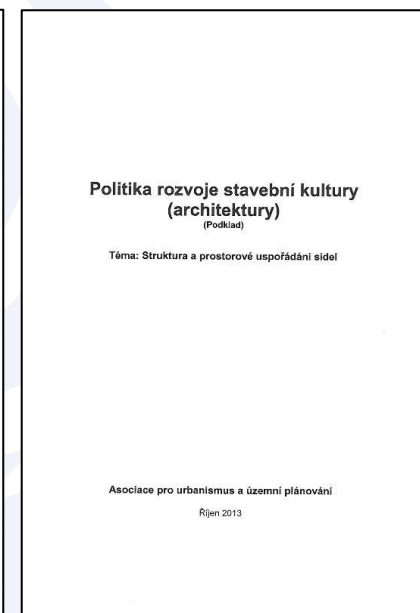 Politika rozvoje stavební kultury
(architektury)
(Podklad)
Téma: Struktura a prostorové uspořádání sídel
Asociace pro urbanismus a územní plánování
Říjen 2013